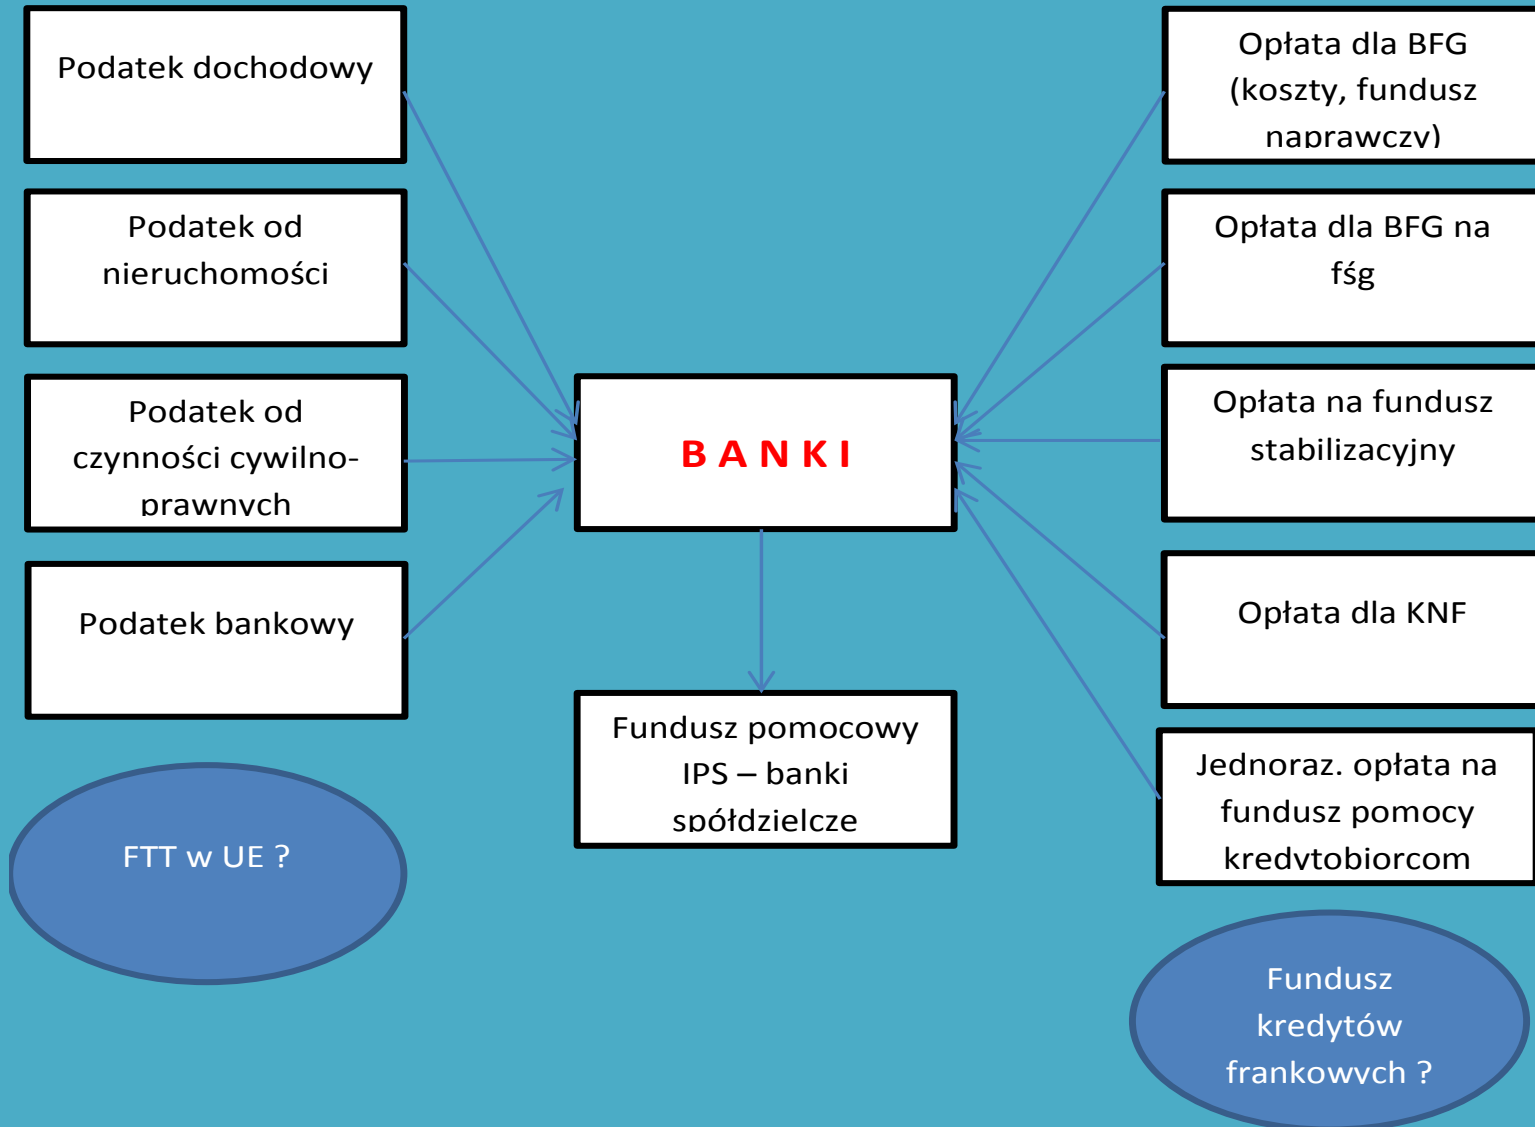 Podatek dochodowy
Podatek od
nieruchomości
Podatek od
czynności cywilno-
prawnych
Podatek bankowy
FTT w UE ?
B A N K I
Fundusz pomocowy
IPS – banki
spółdzielcze
Opłata dla BFG
(koszty, fundusz
naprawczy)
Opłata dla BFG na
fśg
Opłata na fundusz
stabilizacyjny
Opłata dla KNF
Jednoraz. opłata na
fundusz pomocy
kredytobiorcom
Fundusz
kredytów
frankowych ?